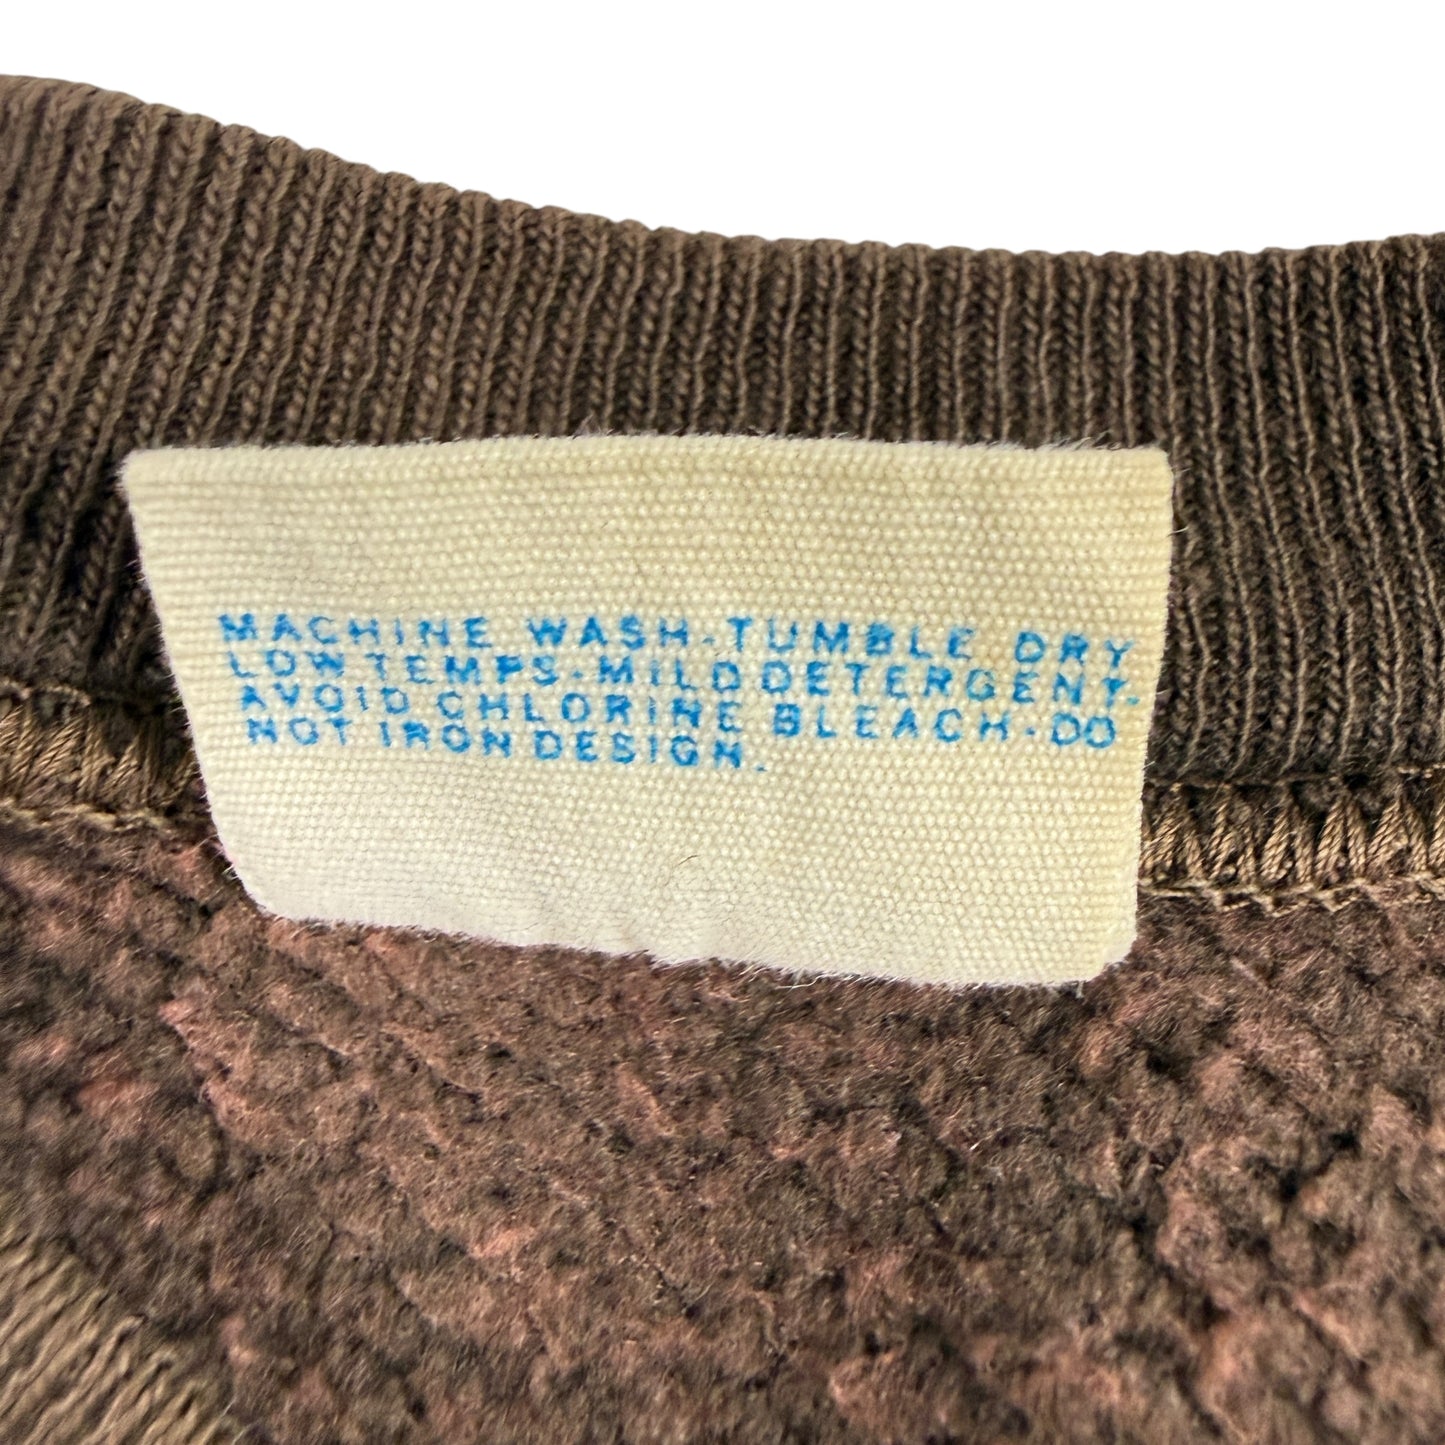 MACHINE WASH-TUMBLE DRY
LOW TEMPS-MILD DETERGENT-
AVOID CHLORINE BLEACH-DO
NOT IRON DESIGN.